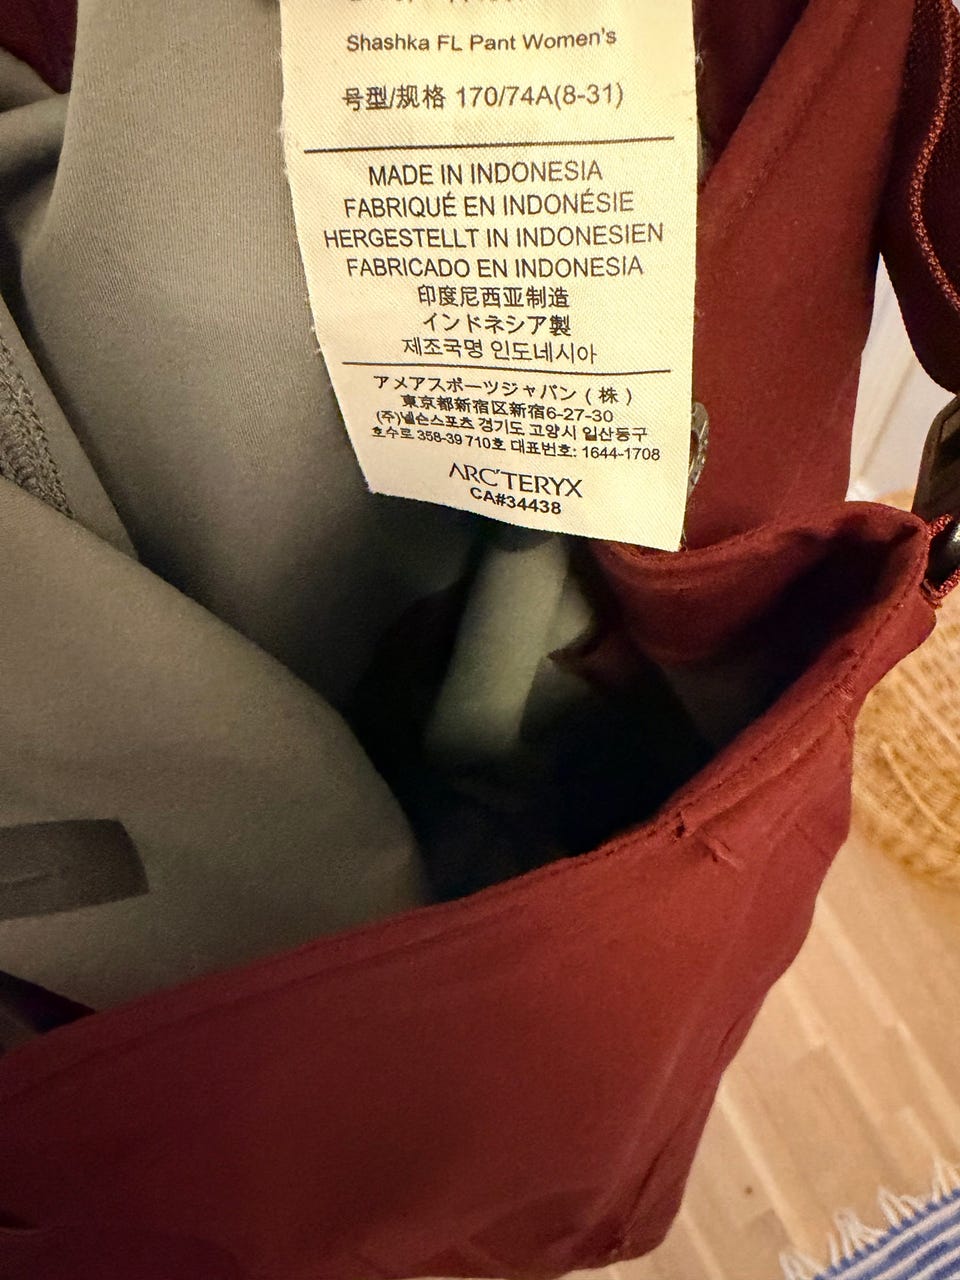 Shashka FL Pant Women's
号型/规格 170/74A(8-31)
MADE IN INDONESIA
FABRIQUÉ EN INDONÉSIE
HERGESTELLT IN INDONESIEN
FABRICADO EN INDONESIA
印度尼西亚制造
インドネシア製
제조국명 인도네시아
アメアスポーツジャパン ( 株 )
東京都新宿区新宿6-27-30
(주)넬슨스포츠 경기도 고양시 일산동구
호수로 358-39 710호 대표번호: 1644-1708
ARC'TERYX
CA#34438